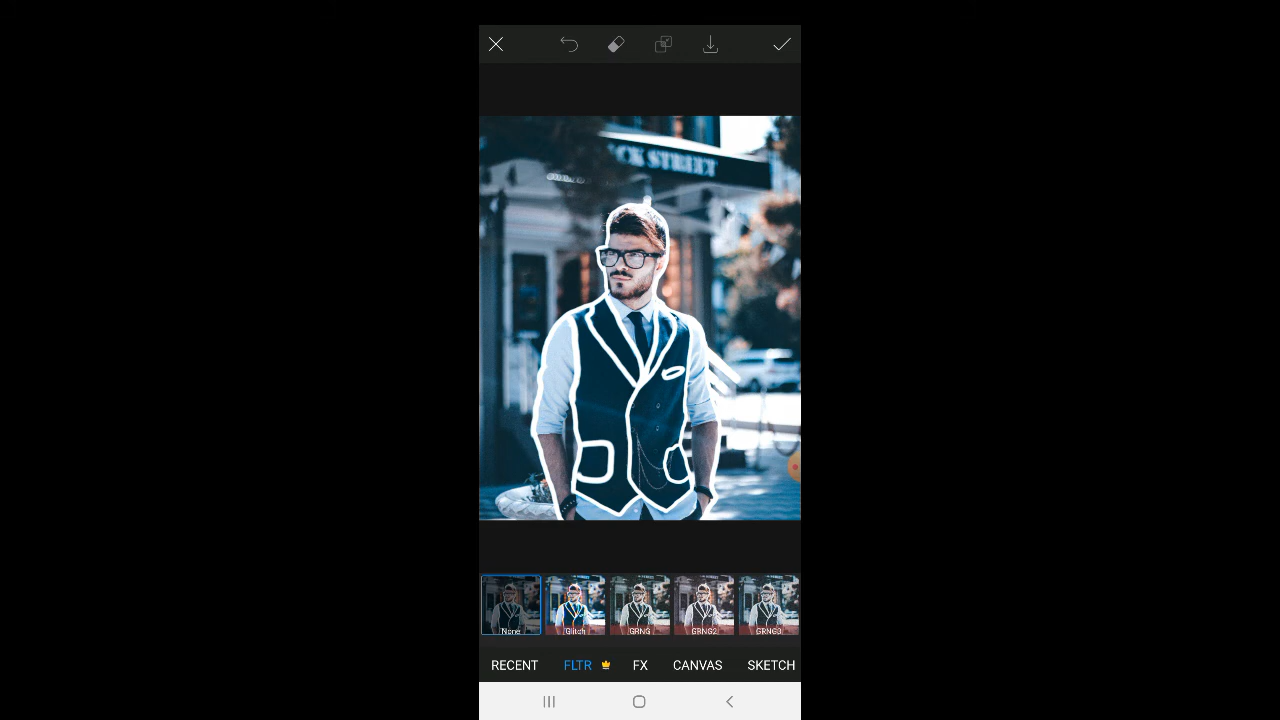 CK STREET
None
Glitch
GRNG
GRNG2
GRNG3
RECENT
FLTR
FX
CANVAS
SKETCH